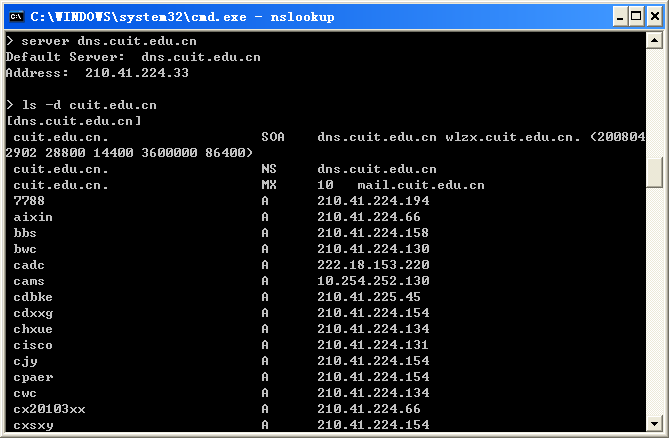 C:\WINDOWS\system32\cmd.exe - nslookup
> server dns.cuit.edu.cn
Default Server:  dns.cuit.edu.cn
Address:  210.41.224.33
> ls -d cuit.edu.cn
[dns.cuit.edu.cn]
cuit.edu.cn. SOA dns.cuit.edu.cn wlzx.cuit.edu.cn. (200804
2902 28800 14400 3600000 86400)
cuit.edu.cn. NS dns.cuit.edu.cn
cuit.edu.cn. MX 10 mail.cuit.edu.cn
7788 A 210.41.224.194
aixin A 210.41.224.66
bbs A 210.41.224.158
bwc A 210.41.224.130
cadc A 222.18.153.220
cams A 10.254.252.130
cdbke A 210.41.225.45
cdxxg A 210.41.224.154
chxue A 210.41.224.134
cisco A 210.41.224.131
cjy A 210.41.224.154
cpaer A 210.41.224.154
cwc A 210.41.224.134
cx20103xx A 210.41.224.66
cxsxy A 210.41.224.154